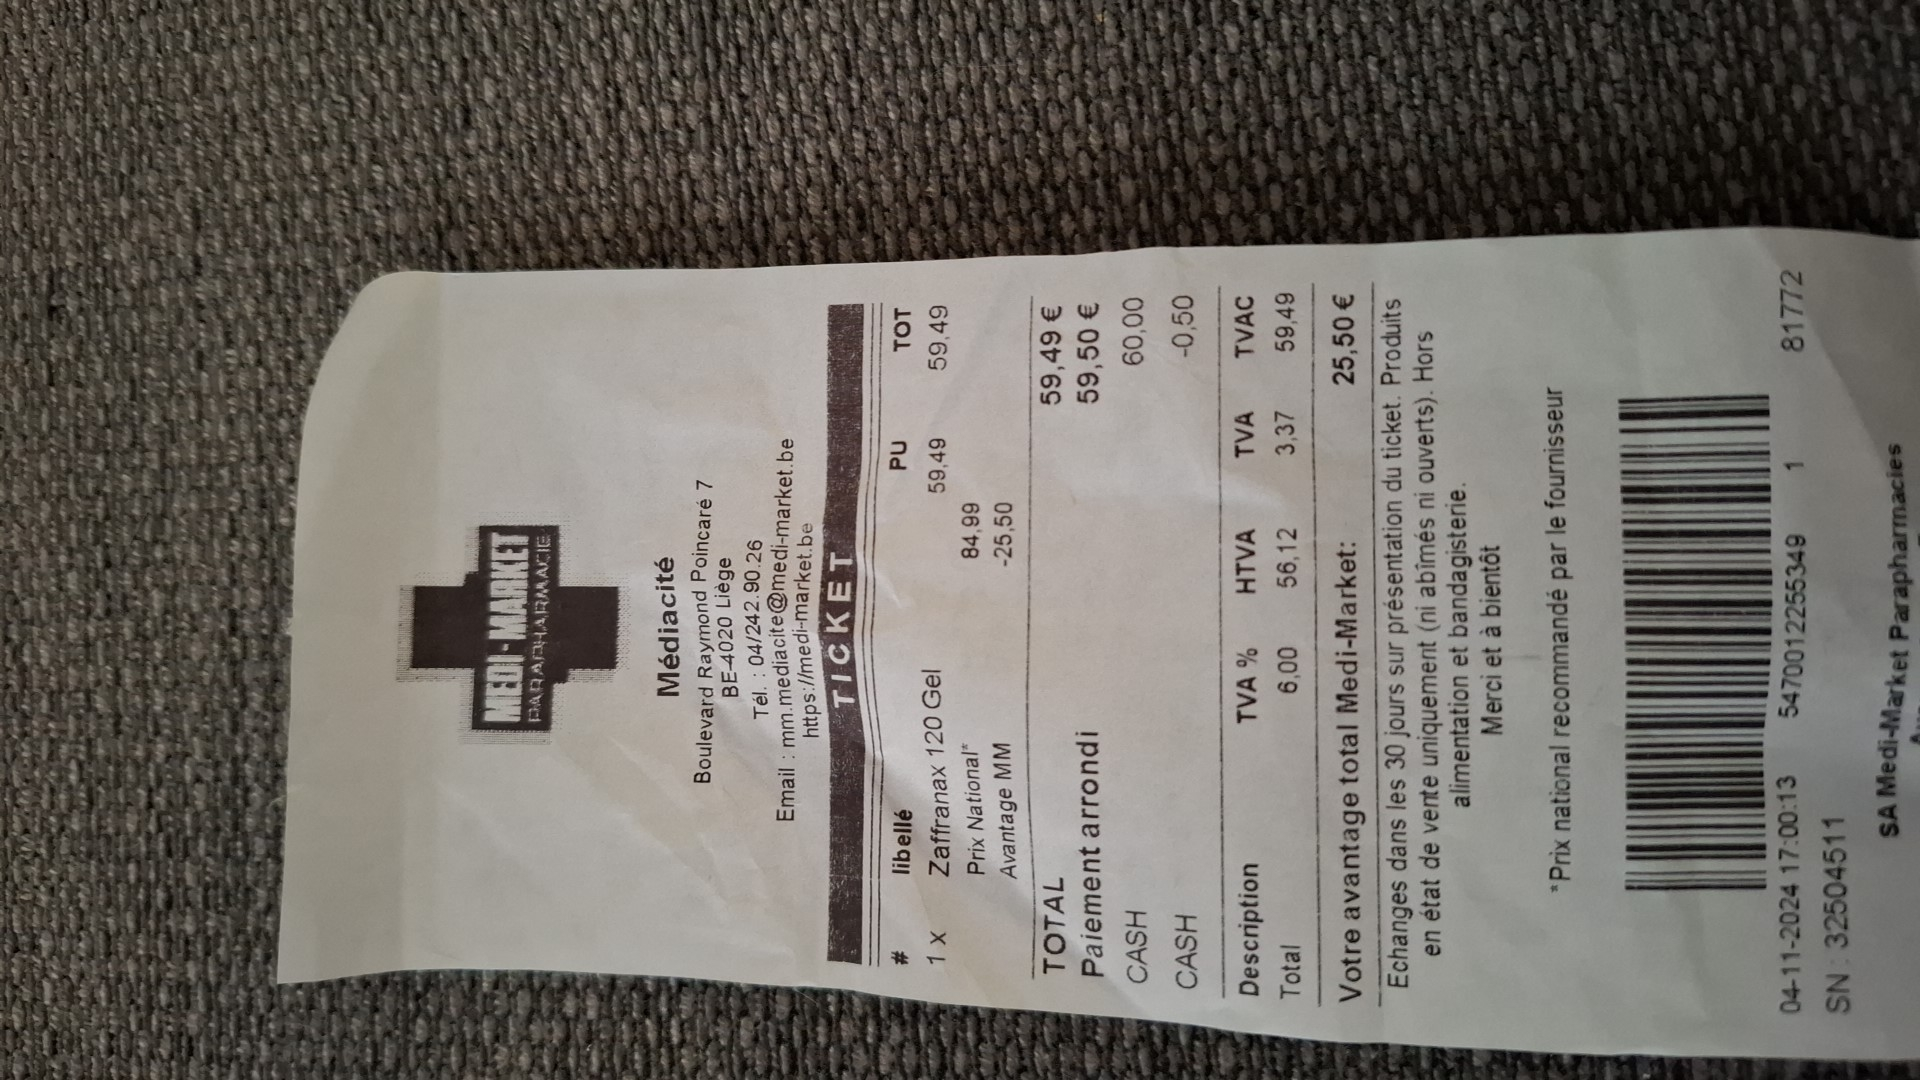 MEDI-MARKET
PARAPHARMACIE
Médiacité
Boulevard Raymond Poincaré 7
BE-4020 Liège
Tél. : 04/242.90.26
Email : mm.mediacite@medi-market.be
https://medi-market.be
TICKET
# libellé PU TOT
1 x Zaffranax 120 Gel 59,49 59,49
Prix National* 84,99
Avantage MM -25,50
TOTAL 59,49 €
Paiement arrondi 59,50 €
CASH 60,00
CASH -0,50
Description TVA % HTVA TVA TVAC
Total 6,00 56,12 3,37 59,49
Votre avantage total Medi-Market: 25,50 €
Echanges dans les 30 jours sur présentation du ticket. Produits
en état de vente uniquement (ni abîmés ni ouverts). Hors
alimentation et bandagisterie.
Merci et à bientôt
*Prix national recommandé par le fournisseur
04-11-2024 17:00:13 5470012255349 1 81772
SN : 32504511
SA Medi-Market Parapharmacies